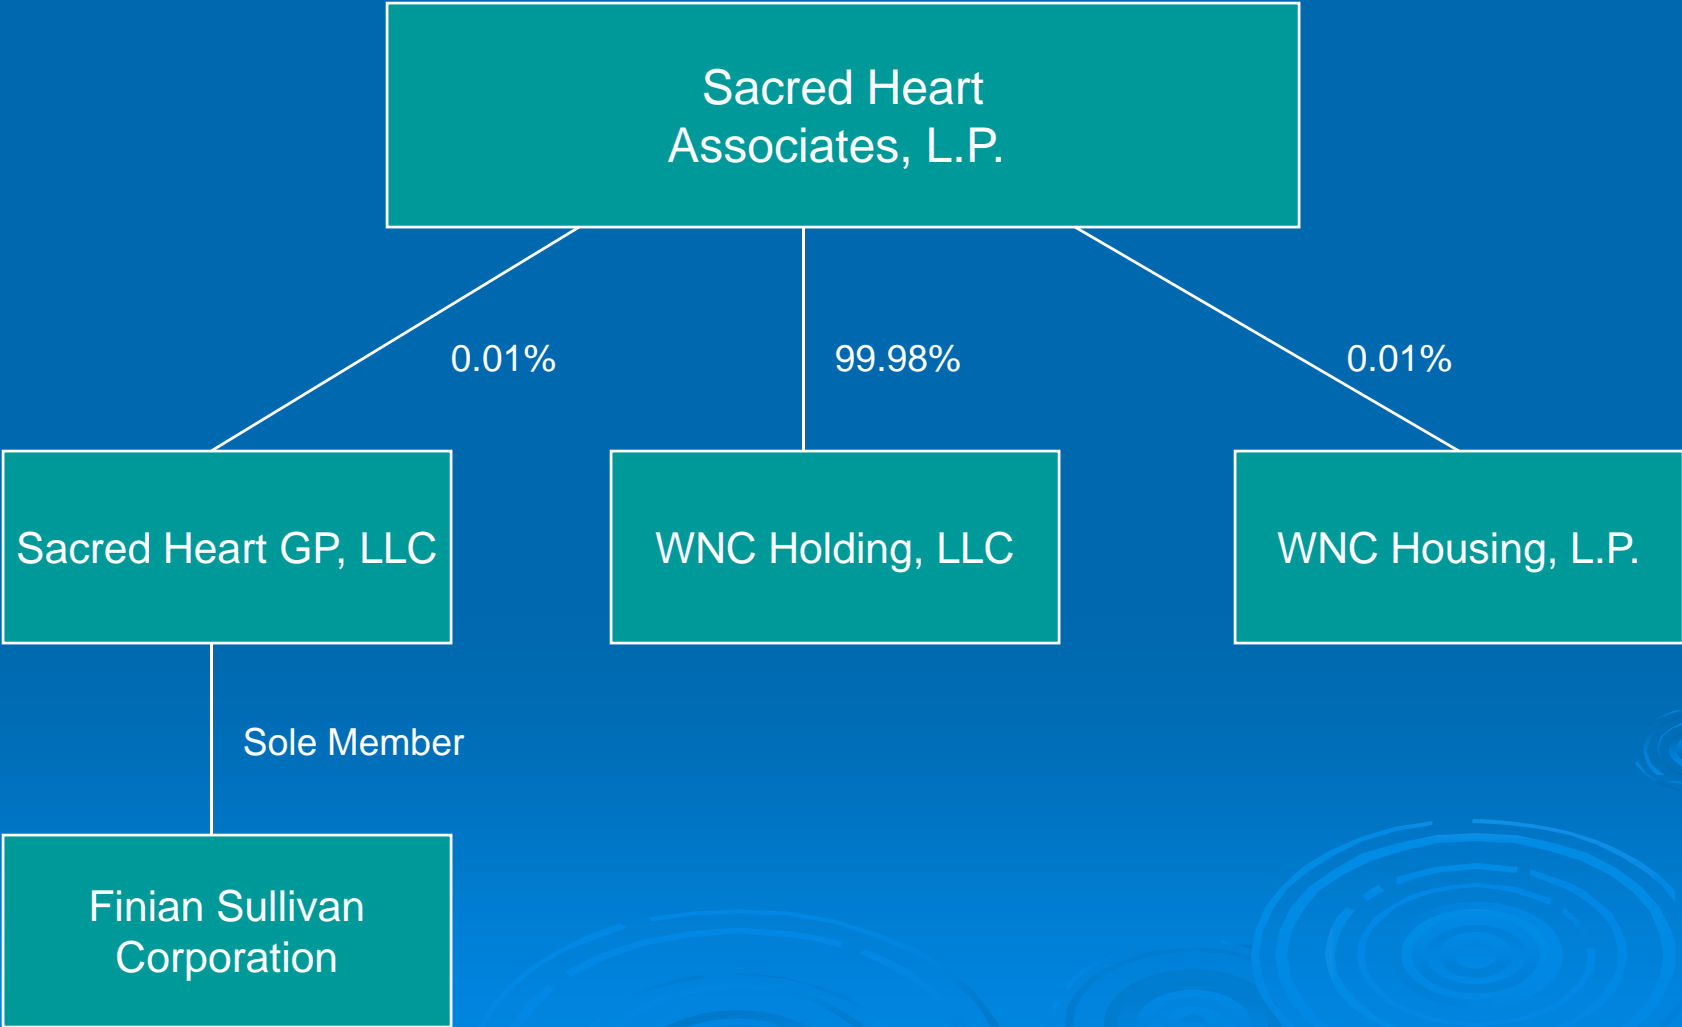 Sacred Heart
Associates, L.P.
0.01%
99.98%
0.01%
Sacred Heart GP, LLC
WNC Holding, LLC
WNC Housing, L.P.
Sole Member
Finian Sullivan
Corporation